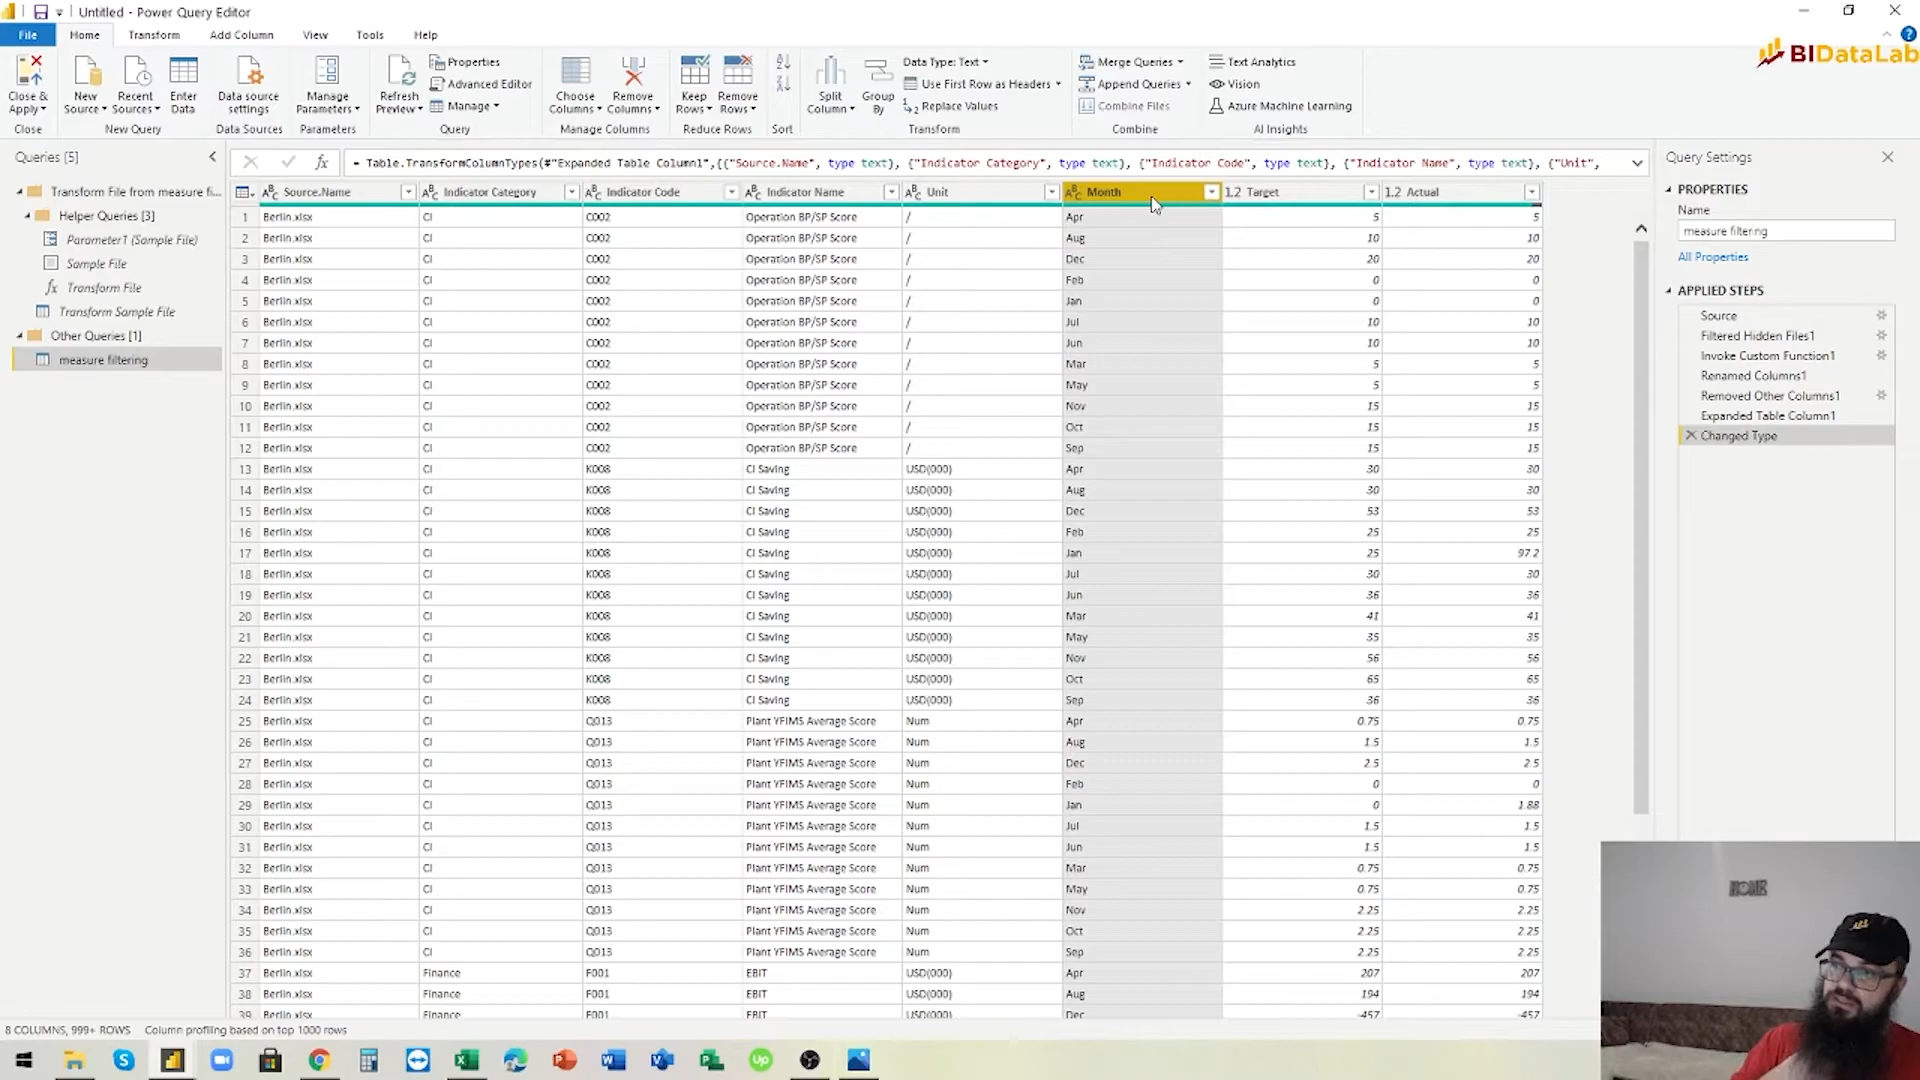 Untitled - Power Query Editor
File Home Transform Add Column View Tools Help
BIDataLab
Close & Apply
New Source
Recent Sources
Enter Data
Data source settings
Manage Parameters
Refresh Preview
Properties
Advanced Editor
Manage
Choose Columns
Remove Columns
Keep Rows
Remove Rows
Split Column
Group By
Data Type: Text
Use First Row as Headers
Replace Values
Merge Queries
Append Queries
Combine Files
Text Analytics
Vision
Azure Machine Learning
Close New Query Data Sources Parameters Query Manage Columns Reduce Rows Sort Transform Combine AI Insights
Queries [5]
Transform File from measure fi...
Helper Queries [3]
Parameter1 (Sample File)
Sample File
fx Transform File
Transform Sample File
Other Queries [1]
measure filtering
fx = Table.TransformColumnTypes(#"Expanded Table Column1",{{"Source.Name", type text}, {"Indicator Category", type text}, {"Indicator Code", type text}, {"Indicator Name", type text}, {"Unit",
Source.Name Indicator Category Indicator Code Indicator Name Unit Month 1.2 Target 1.2 Actual
1 Berlin.xlsx CI C002 Operation BP/SP Score / Apr 5 5
2 Berlin.xlsx CI C002 Operation BP/SP Score / Aug 10 10
3 Berlin.xlsx CI C002 Operation BP/SP Score / Dec 20 20
4 Berlin.xlsx CI C002 Operation BP/SP Score / Feb 0 0
5 Berlin.xlsx CI C002 Operation BP/SP Score / Jan 0 0
6 Berlin.xlsx CI C002 Operation BP/SP Score / Jul 10 10
7 Berlin.xlsx CI C002 Operation BP/SP Score / Jun 10 10
8 Berlin.xlsx CI C002 Operation BP/SP Score / Mar 5 5
9 Berlin.xlsx CI C002 Operation BP/SP Score / May 5 5
10 Berlin.xlsx CI C002 Operation BP/SP Score / Nov 15 15
11 Berlin.xlsx CI C002 Operation BP/SP Score / Oct 15 15
12 Berlin.xlsx CI C002 Operation BP/SP Score / Sep 15 15
13 Berlin.xlsx CI K008 CI Saving USD(000) Apr 30 30
14 Berlin.xlsx CI K008 CI Saving USD(000) Aug 30 30
15 Berlin.xlsx CI K008 CI Saving USD(000) Dec 53 53
16 Berlin.xlsx CI K008 CI Saving USD(000) Feb 25 25
17 Berlin.xlsx CI K008 CI Saving USD(000) Jan 25 97.2
18 Berlin.xlsx CI K008 CI Saving USD(000) Jul 30 30
19 Berlin.xlsx CI K008 CI Saving USD(000) Jun 36 36
20 Berlin.xlsx CI K008 CI Saving USD(000) Mar 41 41
21 Berlin.xlsx CI K008 CI Saving USD(000) May 35 35
22 Berlin.xlsx CI K008 CI Saving USD(000) Nov 56 56
23 Berlin.xlsx CI K008 CI Saving USD(000) Oct 65 65
24 Berlin.xlsx CI K008 CI Saving USD(000) Sep 36 36
25 Berlin.xlsx CI Q013 Plant YFIMS Average Score Num Apr 0.75 0.75
26 Berlin.xlsx CI Q013 Plant YFIMS Average Score Num Aug 1.5 1.5
27 Berlin.xlsx CI Q013 Plant YFIMS Average Score Num Dec 2.5 2.5
28 Berlin.xlsx CI Q013 Plant YFIMS Average Score Num Feb 0 0
29 Berlin.xlsx CI Q013 Plant YFIMS Average Score Num Jan 0 1.88
30 Berlin.xlsx CI Q013 Plant YFIMS Average Score Num Jul 1.5 1.5
31 Berlin.xlsx CI Q013 Plant YFIMS Average Score Num Jun 1.5 1.5
32 Berlin.xlsx CI Q013 Plant YFIMS Average Score Num Mar 0.75 0.75
33 Berlin.xlsx CI Q013 Plant YFIMS Average Score Num May 0.75 0.75
34 Berlin.xlsx CI Q013 Plant YFIMS Average Score Num Nov 2.25 2.25
35 Berlin.xlsx CI Q013 Plant YFIMS Average Score Num Oct 2.25 2.25
36 Berlin.xlsx CI Q013 Plant YFIMS Average Score Num Sep 2.25 2.25
37 Berlin.xlsx Finance F001 EBIT USD(000) Apr 207 207
38 Berlin.xlsx Finance F001 EBIT USD(000) Aug 194 194
39 Berlin.xlsx Finance F001 EBIT USD(000) Dec -457 -457
Query Settings
PROPERTIES
Name
measure filtering
All Properties
APPLIED STEPS
Source
Filtered Hidden Files1
Invoke Custom Function1
Renamed Columns1
Removed Other Columns1
Expanded Table Column1
Changed Type
HOME
8 COLUMNS, 999+ ROWS Column profiling based on top 1000 rows